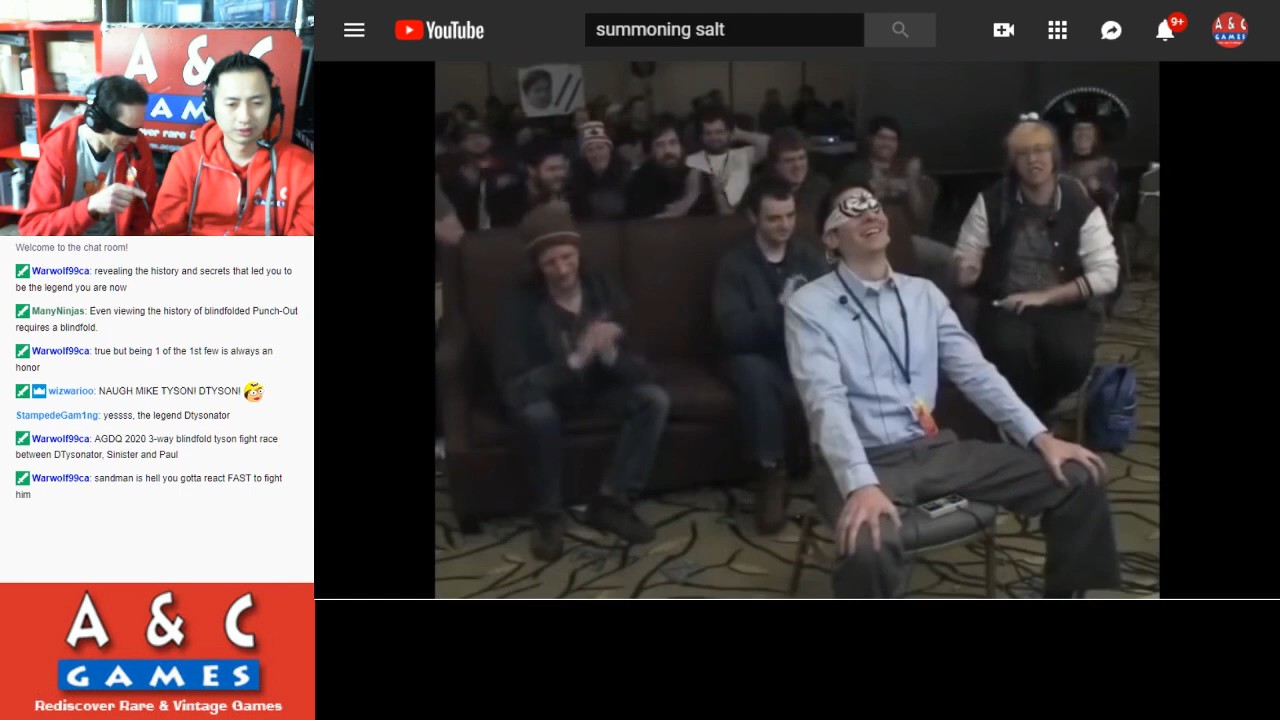 A & C
AM
over rare &
YouTube
summoning salt
9+
A & C
GAMES
Welcome to the chat room!
Warwolf99ca: revealing the history and secrets that led you to
be the legend you are now
ManyNinjas: Even viewing the history of blindfolded Punch-Out
requires a blindfold.
Warwolf99ca: true but being 1 of the 1st few is always an
honor
wizwarioo: NAUGH MIKE TYSON! DTYSON!
StampedeGam1ng: yessss, the legend Dtysonator
Warwolf99ca: AGDQ 2020 3-way blindfold tyson fight race
between DTysonator, Sinister and Paul
Warwolf99ca: sandman is hell you gotta react FAST to fight
him
A & C
GAMES
Rediscover Rare & Vintage Games